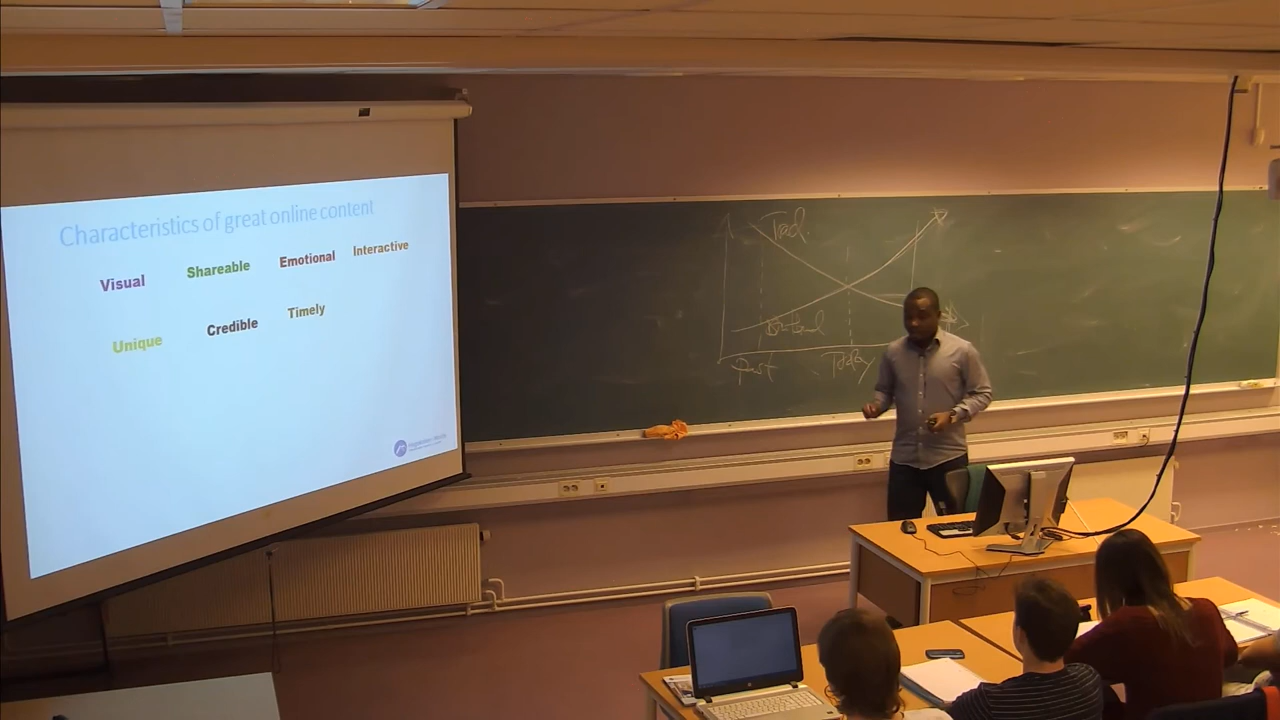 Characteristics of great online content
Visual Shareable Emotional Interactive
Unique Credible Timely
Trad.
Past Today